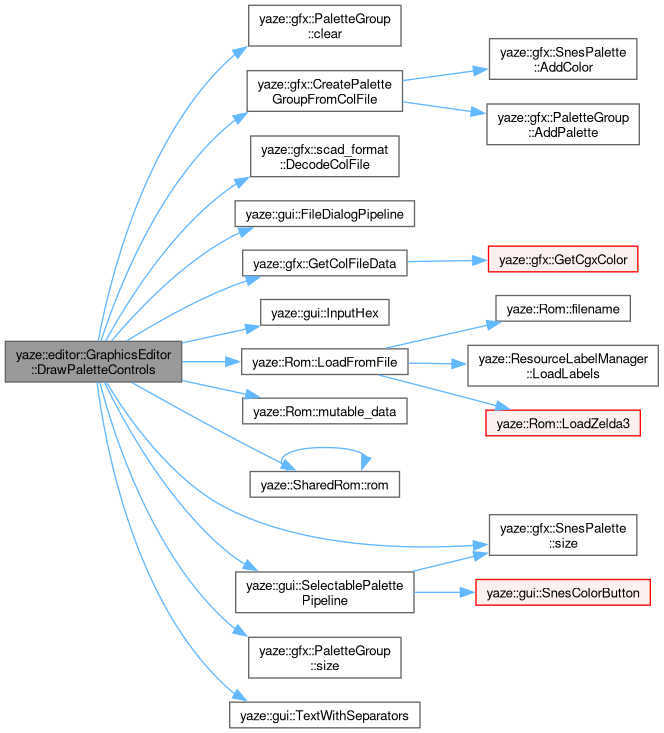 yaze::editor::GraphicsEditor
::DrawPaletteControls
yaze::gfx::PaletteGroup
::clear
yaze::gfx::CreatePalette
GroupFromColFile
yaze::gfx::SnesPalette
::AddColor
yaze::gfx::PaletteGroup
::AddPalette
yaze::gfx::scad_format
::DecodeColFile
yaze::gui::FileDialogPipeline
yaze::gfx::GetColFileData
yaze::gfx::GetCgxColor
yaze::gui::InputHex
yaze::Rom::LoadFromFile
yaze::Rom::filename
yaze::ResourceLabelManager
::LoadLabels
yaze::Rom::LoadZelda3
yaze::Rom::mutable_data
yaze::SharedRom::rom
yaze::gfx::SnesPalette
::size
yaze::gui::SelectablePalette
Pipeline
yaze::gui::SnesColorButton
yaze::gfx::PaletteGroup
::size
yaze::gui::TextWithSeparators